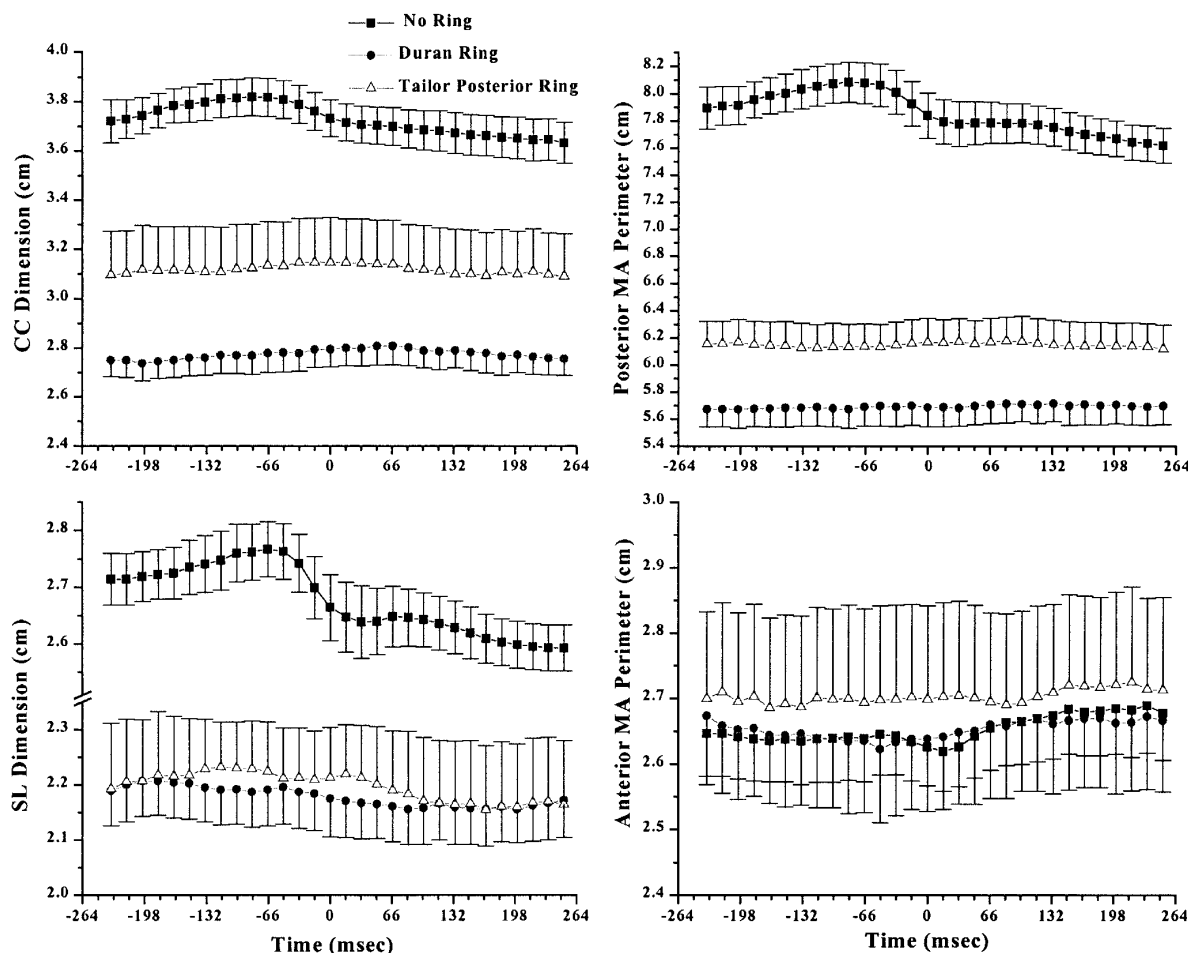 No Ring
Duran Ring
Tailor Posterior Ring
CC Dimension (cm)
4.0
3.8
3.6
3.4
3.2
3.0
2.8
2.6
2.4
-264 -198 -132 -66 0 66 132 198 264
Posterior MA Perimeter (cm)
8.2
8.0
7.8
7.6
7.4
7.2
7.0
6.8
6.6
6.4
6.2
6.0
5.8
5.6
5.4
-264 -198 -132 -66 0 66 132 198 264
SL Dimension (cm)
2.8
2.7
2.6
2.3
2.2
2.1
2.0
-264 -198 -132 -66 0 66 132 198 264
Time (msec)
Anterior MA Perimeter (cm)
3.0
2.9
2.8
2.7
2.6
2.5
2.4
-264 -198 -132 -66 0 66 132 198 264
Time (msec)